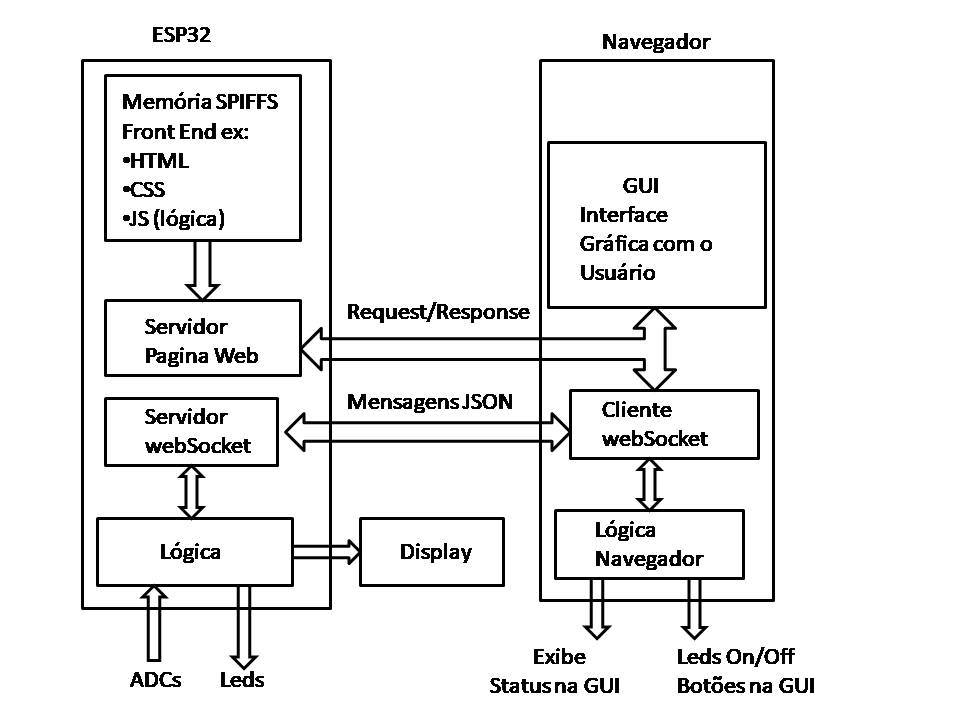 ESP32
Memória SPIFFS
Front End ex:
•HTML
•CSS
•JS (lógica)
Servidor
Pagina Web
Servidor
webSocket
Lógica
ADCs
Leds
Request/Response
Mensagens JSON
Display
Navegador
GUI
Interface
Gráfica com o
Usuário
Cliente
webSocket
Lógica
Navegador
Exibe
Status na GUI
Leds On/Off
Botões na GUI